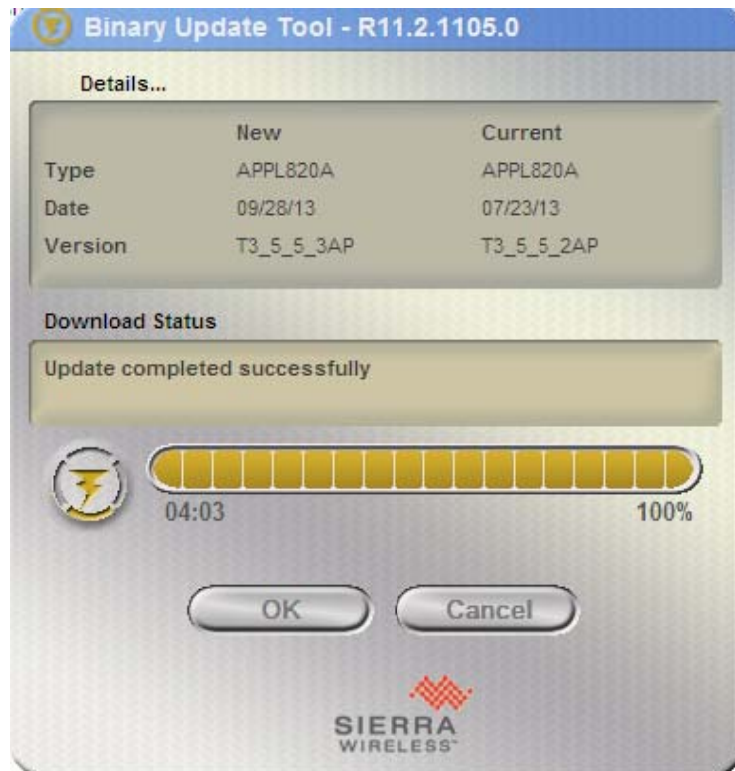 Binary Update Tool - R11.2.1105.0
Details...
New Current
Type APPL820A APPL820A
Date 09/28/13 07/23/13
Version T3_5_5_3AP T3_5_5_2AP
Download Status
Update completed successfully
04:03 100%
OK Cancel
SIERRA
WIRELESS™